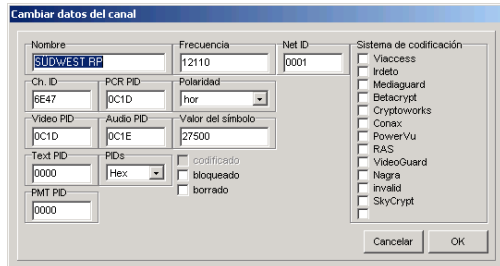 Cambiar datos del canal
Nombre
SÜDWEST RP
Frecuencia
12110
Net ID
0001
Ch. ID
6E47
PCR PID
0C1D
Polaridad
hor
Video PID
0C1D
Audio PID
0C1E
Valor del símbolo
27500
Text PID
0000
PIDs
Hex
codificado
bloqueado
borrado
PMT PID
0000
Sistema de codificación
Viaccess
Irdeto
Mediaguard
Betacrypt
Cryptoworks
Conax
PowerVu
RAS
VideoGuard
Nagra
invalid
SkyCrypt
Cancelar
OK